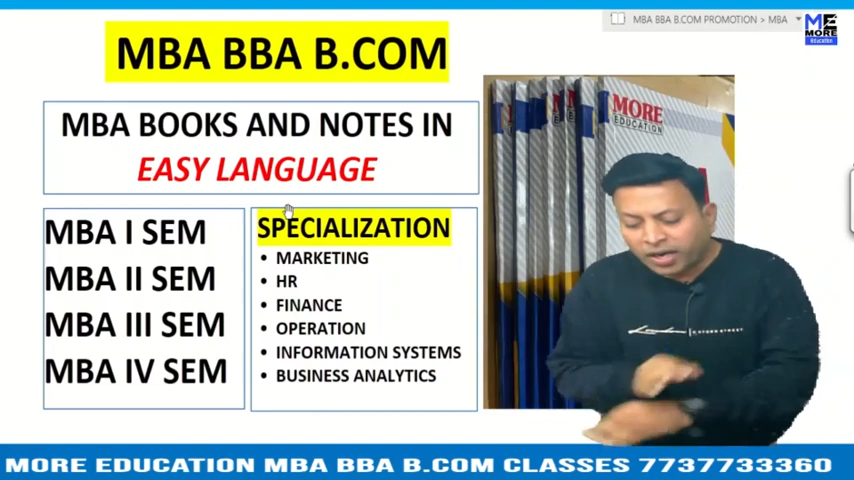 MBA BBA B.COM PROMOTION > MBA
ME
MORE
Education
MBA BBA B.COM
MBA BOOKS AND NOTES IN
EASY LANGUAGE
MORE
EDUCATION
MBA I SEM
MBA II SEM
MBA III SEM
MBA IV SEM
SPECIALIZATION
• MARKETING
• HR
• FINANCE
• OPERATION
• INFORMATION SYSTEMS
• BUSINESS ANALYTICS
MORE EDUCATION MBA BBA B.COM CLASSES 7737733360